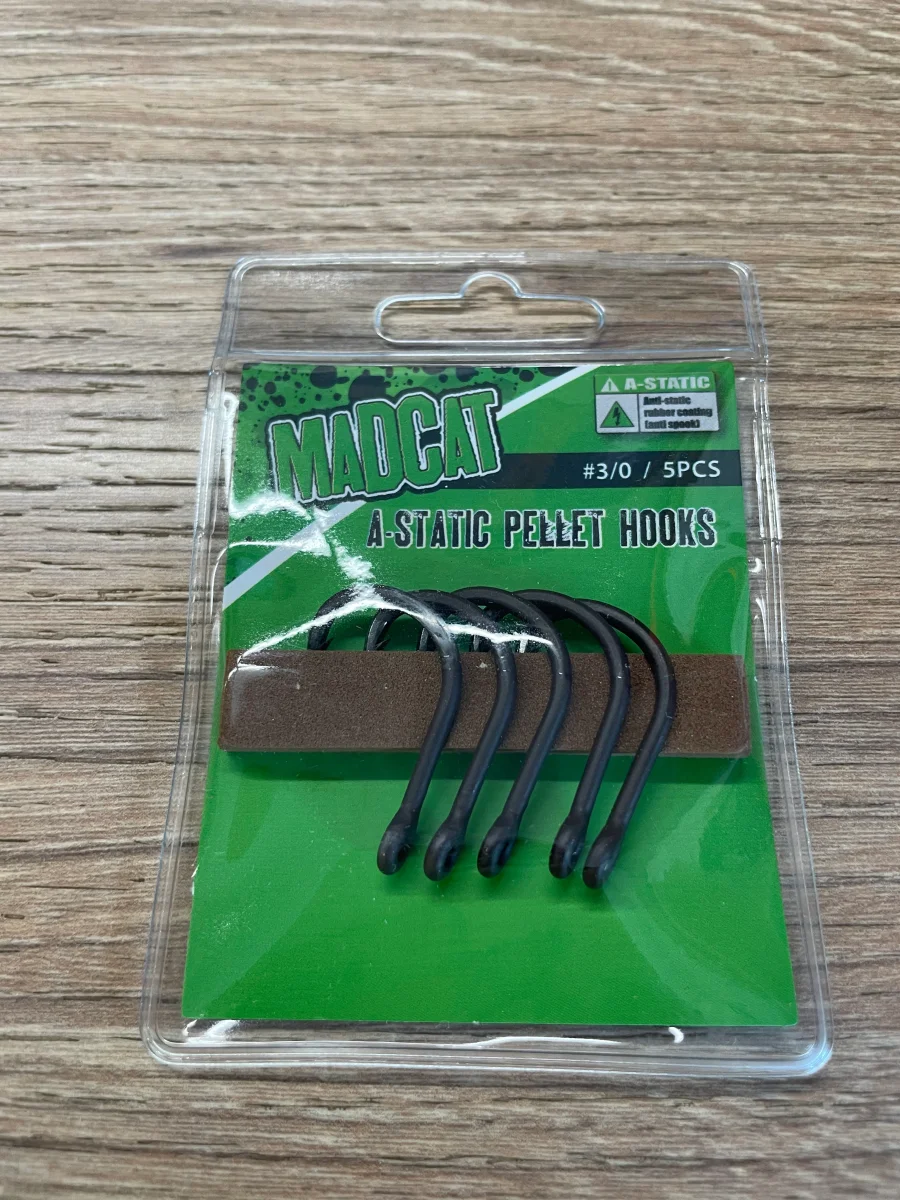 MADCAT
A-STATIC
Anti-static
rubber coating
(anti spook)
#3/0 / 5PCS
A-STATIC PELLET HOOKS